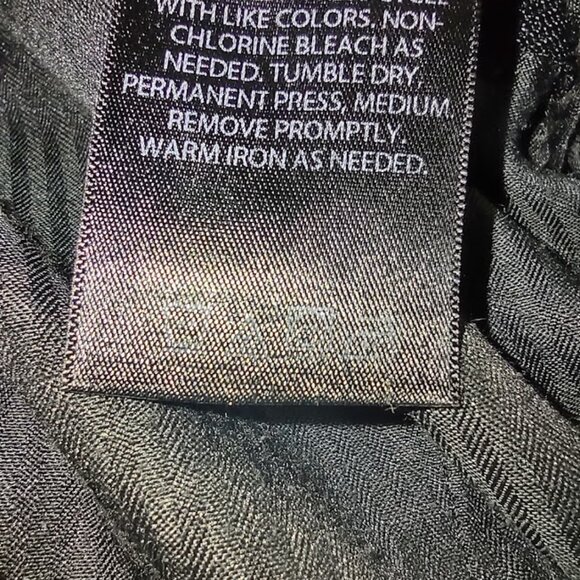 WITH LIKE COLORS. NON-
CHLORINE BLEACH AS
NEEDED. TUMBLE DRY,
PERMANENT PRESS, MEDIUM
REMOVE PROMPTLY.
WARM IRON AS NEEDED.